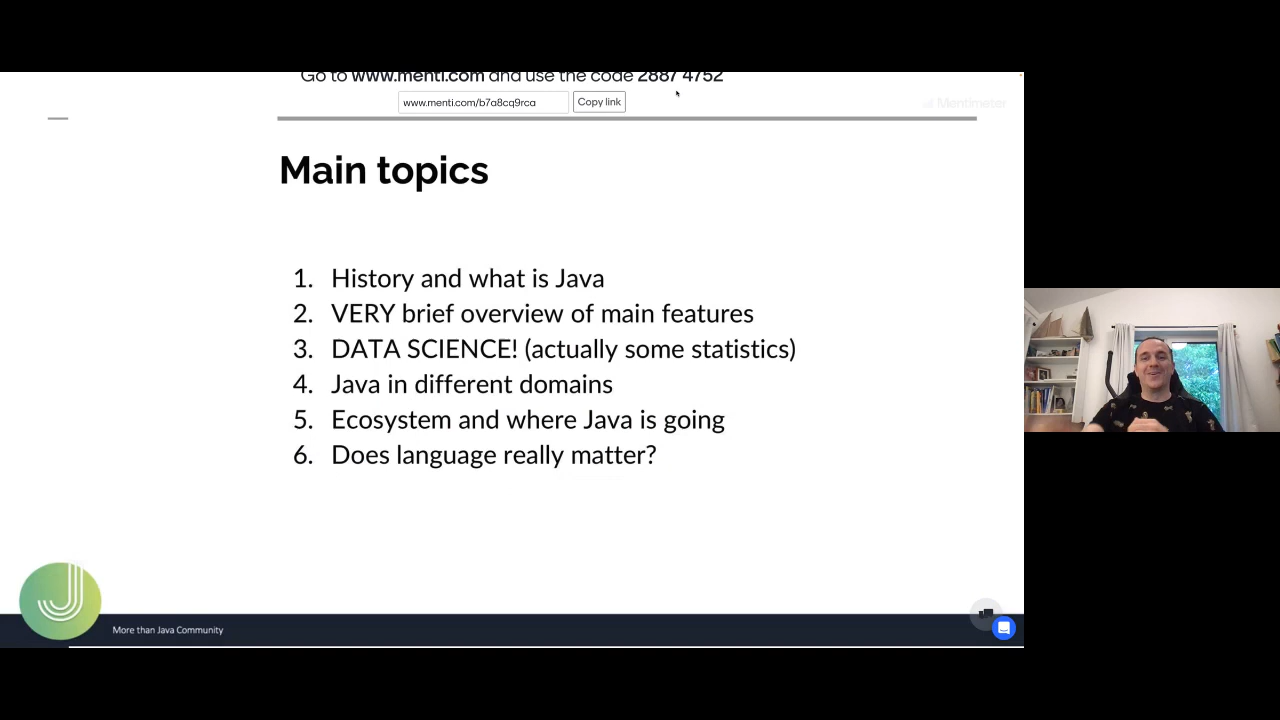 Go to www.menti.com and use the code 2887 4752
www.menti.com/b7a8cq9rca
Copy link
Mentimeter
Main topics
1. History and what is Java
2. VERY brief overview of main features
3. DATA SCIENCE! (actually some statistics)
4. Java in different domains
5. Ecosystem and where Java is going
6. Does language really matter?
More than Java Community